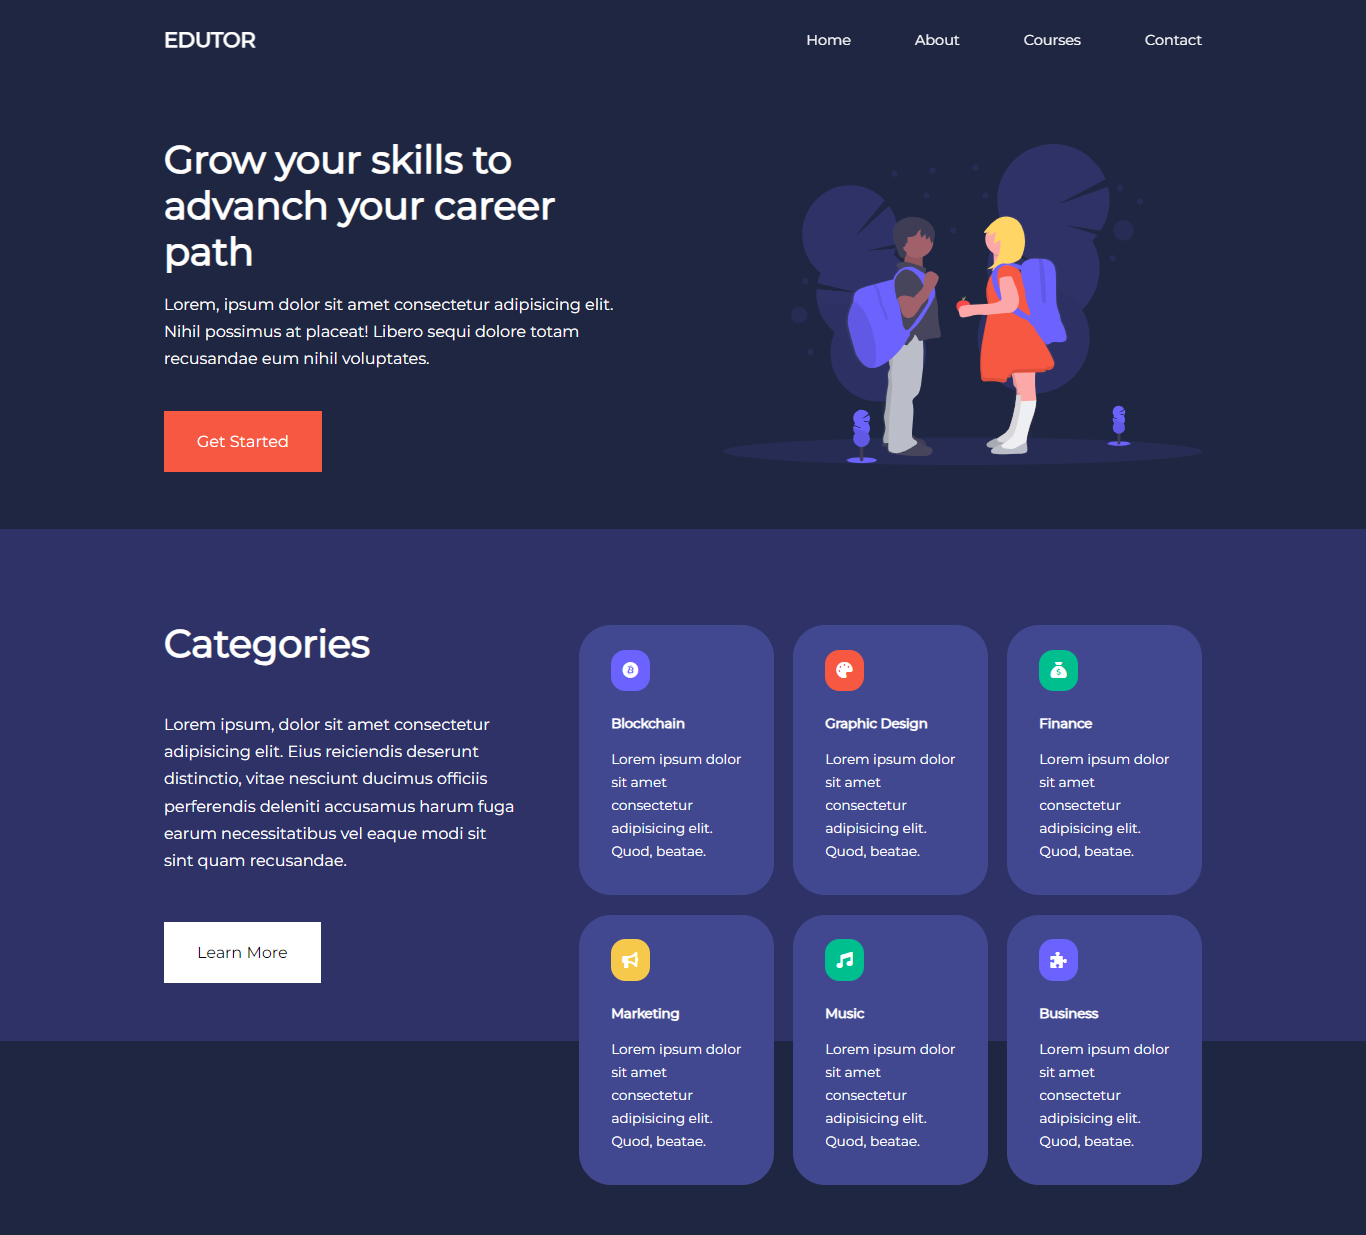 EDUTOR
Home
About
Courses
Contact
Grow your skills to
advanch your career
path
Lorem, ipsum dolor sit amet consectetur adipisicing elit.
Nihil possimus at placeat! Libero sequi dolore totam
recusandae eum nihil voluptates.
Get Started
Categories
Lorem ipsum, dolor sit amet consectetur
adipisicing elit. Eius reiciendis deserunt
distinctio, vitae nesciunt ducimus officiis
perferendis deleniti accusamus harum fuga
earum necessitatibus vel eaque modi sit
sint quam recusandae.
Learn More
Blockchain
Lorem ipsum dolor
sit amet
consectetur
adipisicing elit.
Quod, beatae.
Graphic Design
Lorem ipsum dolor
sit amet
consectetur
adipisicing elit.
Quod, beatae.
Finance
Lorem ipsum dolor
sit amet
consectetur
adipisicing elit.
Quod, beatae.
Marketing
Lorem ipsum dolor
sit amet
consectetur
adipisicing elit.
Quod, beatae.
Music
Lorem ipsum dolor
sit amet
consectetur
adipisicing elit.
Quod, beatae.
Business
Lorem ipsum dolor
sit amet
consectetur
adipisicing elit.
Quod, beatae.